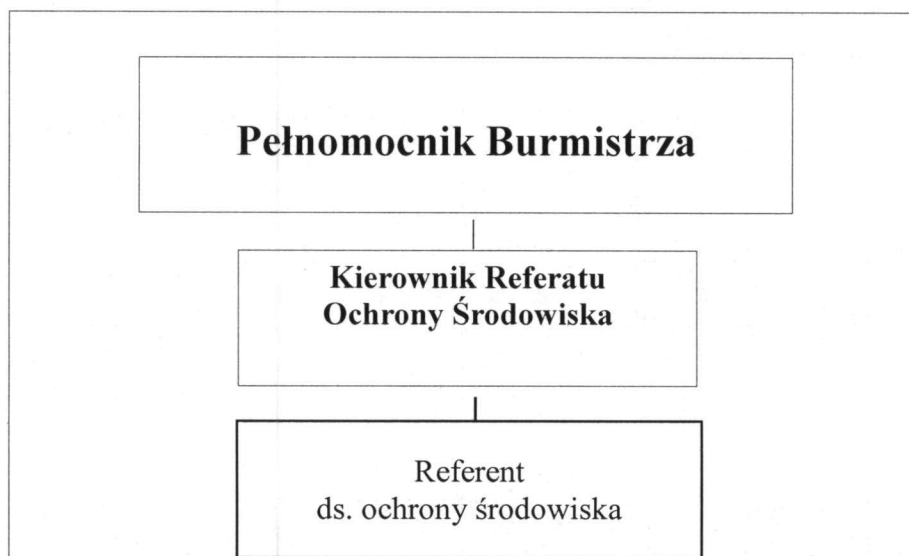 Pełnomocnik Burmistrza
Kierownik Referatu
Ochrony Środowiska
Referent
ds. ochrony środowiska